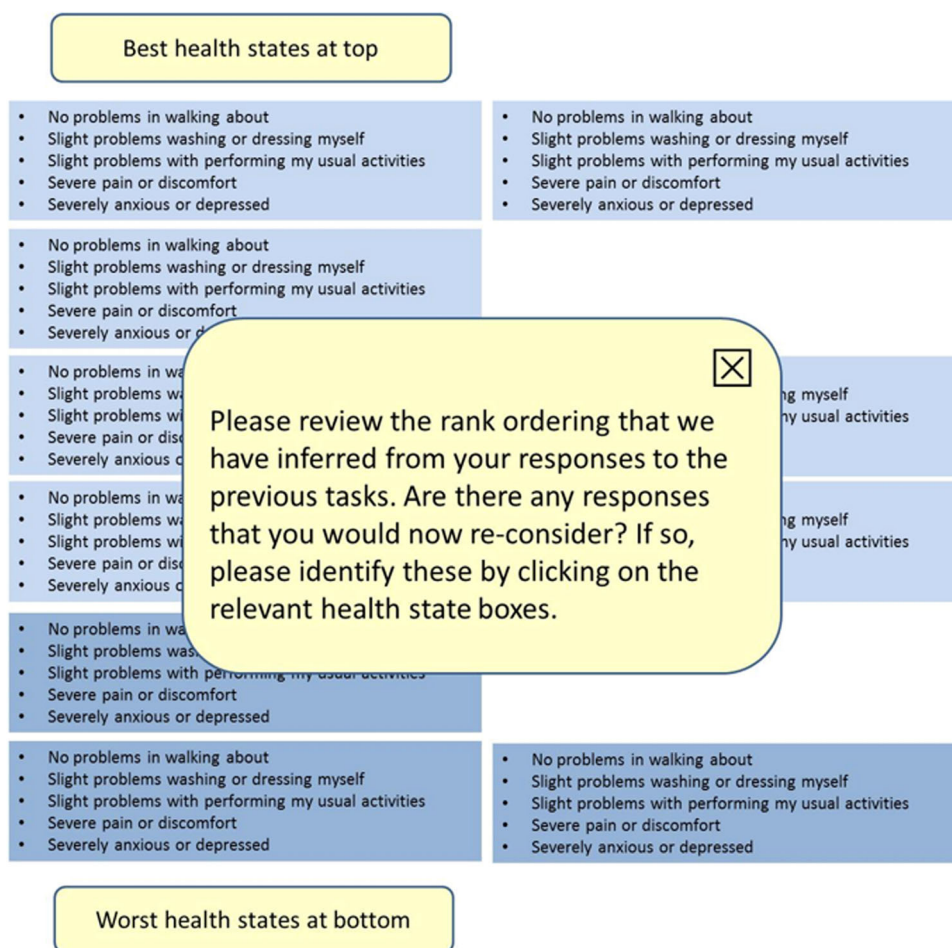 Best health states at top
• No problems in walking about
• Slight problems washing or dressing myself
• Slight problems with performing my usual activities
• Severe pain or discomfort
• Severely anxious or depressed
• No problems in walking about
• Slight problems washing or dressing myself
• Slight problems with performing my usual activities
• Severe pain or discomfort
• Severely anxious or depressed
• No problems in walking about
• Slight problems washing or dressing myself
• Slight problems with performing my usual activities
• Severe pain or discomfort
• Severely anxious or
• No problems in
• Slight problems
• Slight problems
• Severe pain or
• Severely anxious
myself
my usual activities
• No problems in
• Slight problems
• Slight problems
• Severe pain or
• Severely anxious
myself
my usual activities
Please review the rank ordering that we
have inferred from your responses to the
previous tasks. Are there any responses
that you would now re-consider? If so,
please identify these by clicking on the
relevant health state boxes.
• No problems in
• Slight problems
• Slight problems with performing my usual activities
• Severe pain or discomfort
• Severely anxious or depressed
• No problems in walking about
• Slight problems washing or dressing myself
• Slight problems with performing my usual activities
• Severe pain or discomfort
• Severely anxious or depressed
• No problems in walking about
• Slight problems washing or dressing myself
• Slight problems with performing my usual activities
• Severe pain or discomfort
• Severely anxious or depressed
Worst health states at bottom